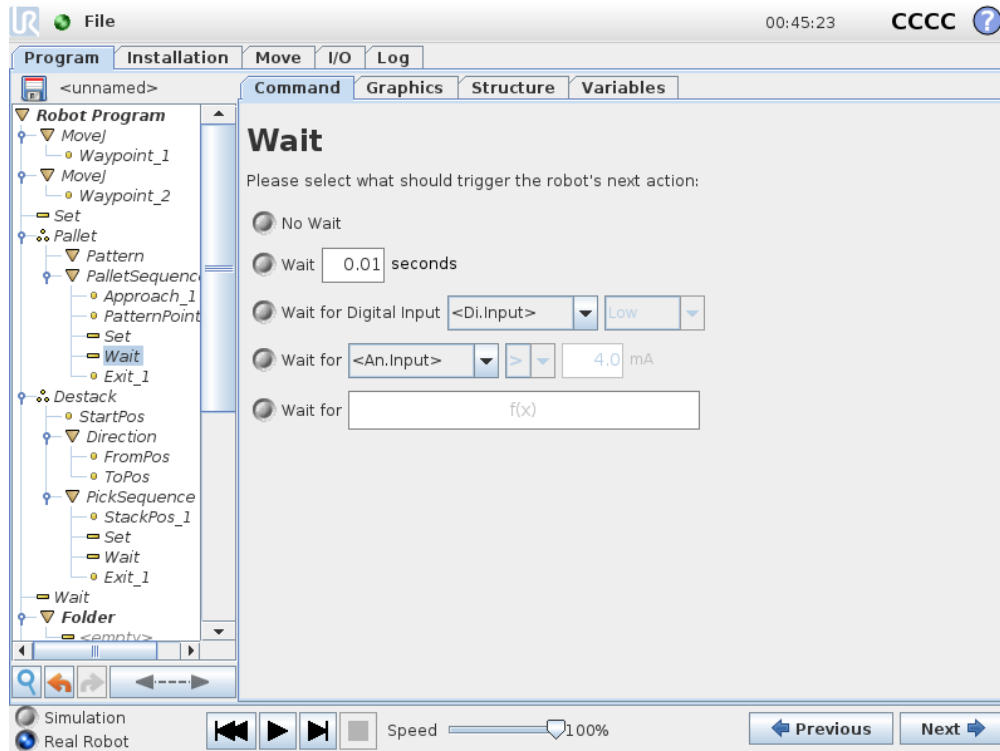 UR File 00:45:23 CCCC ?
Program Installation Move I/O Log
<unnamed> Command Graphics Structure Variables
Robot Program
MoveJ
Waypoint_1
MoveJ
Waypoint_2
Set
Pallet
Pattern
PalletSequenc
Approach_1
PatternPoint
Set
Wait
Exit_1
Destack
StartPos
Direction
FromPos
ToPos
PickSequence
StackPos_1
Set
Wait
Exit_1
Wait
Folder
<empty>
Wait
Please select what should trigger the robot's next action:
No Wait
Wait 0.01 seconds
Wait for Digital Input <Di.Input> Low
Wait for <An.Input> > 4.0 mA
Wait for f(x)
Simulation
Real Robot
Speed 100% Previous Next